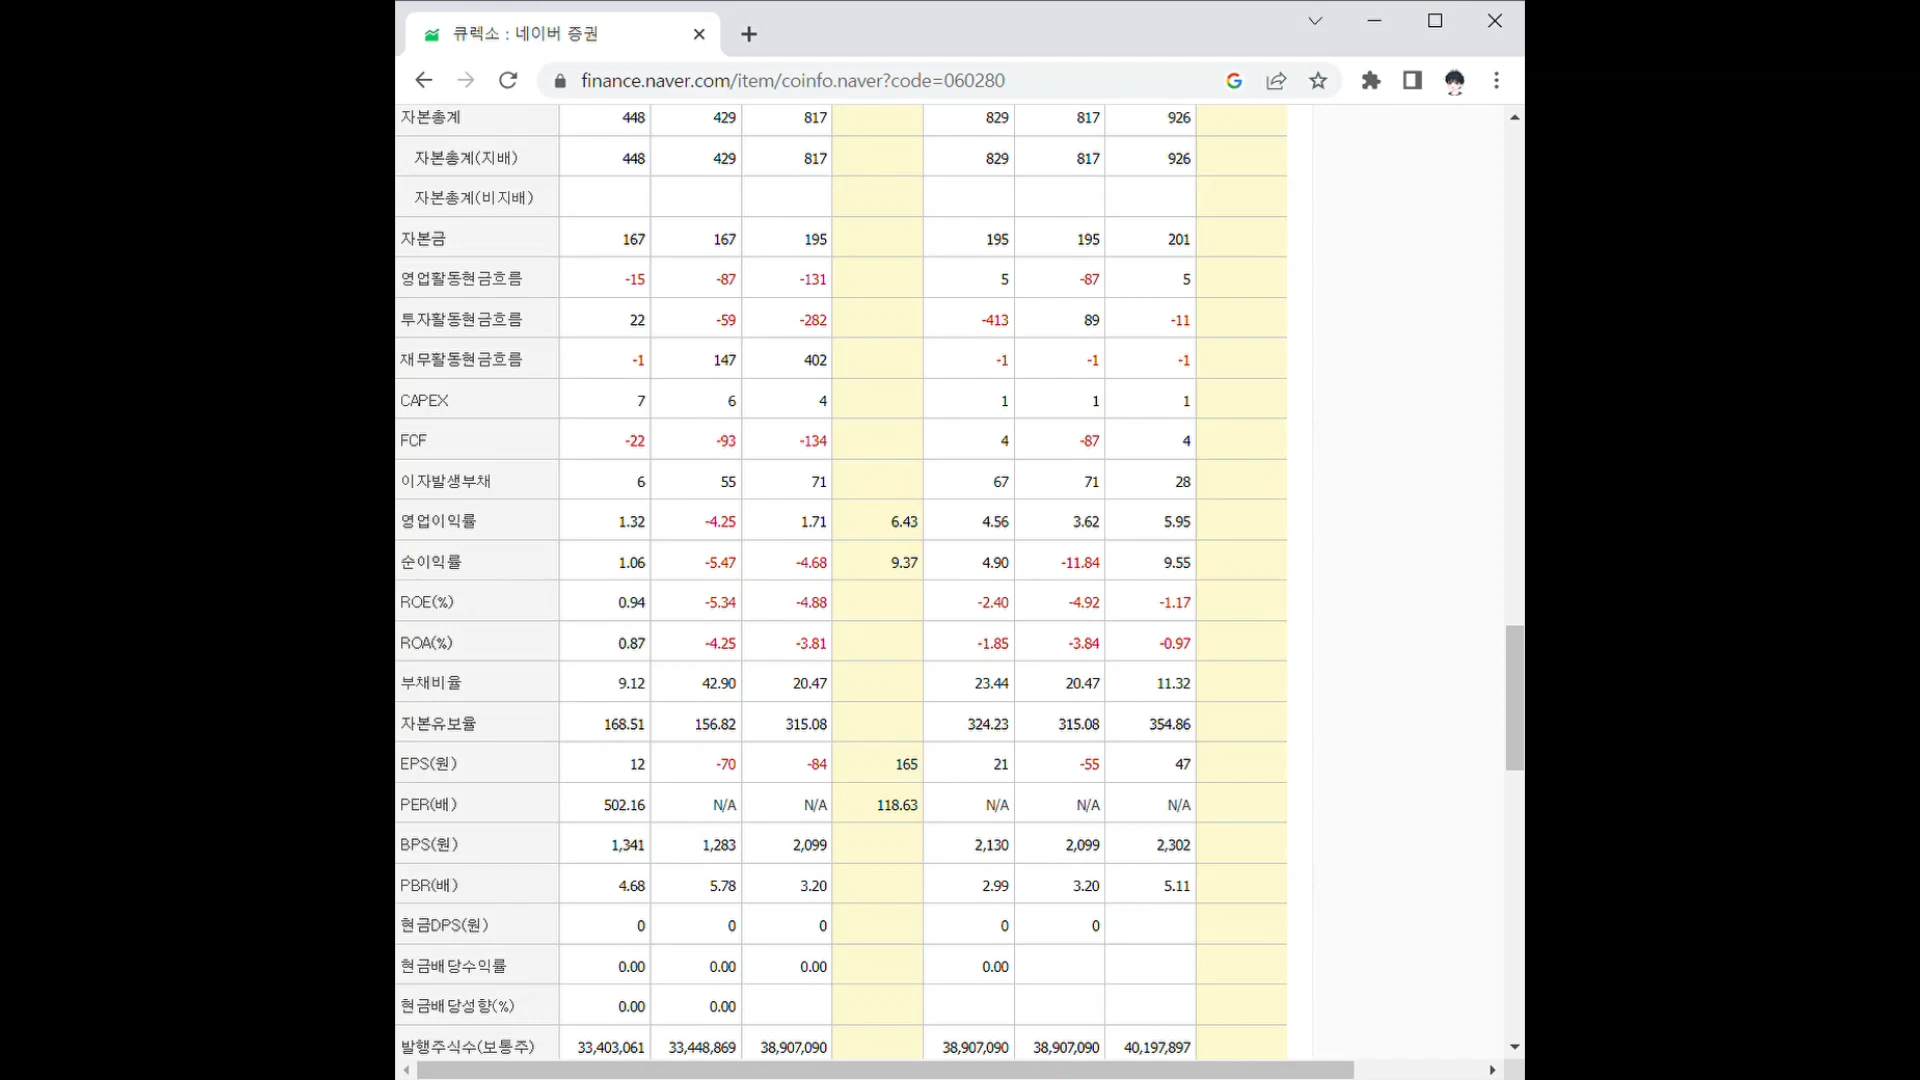 큐렉소 : 네이버 증권
finance.naver.com/item/coinfo.naver?code=060280
자본총계 448 429 817 829 817 926
자본총계(지배) 448 429 817 829 817 926
자본총계(비지배)
자본금 167 167 195 195 195 201
영업활동현금흐름 -15 -87 -131 5 -87 5
투자활동현금흐름 22 -59 -282 -413 89 -11
재무활동현금흐름 -1 147 402 -1 -1 -1
CAPEX 7 6 4 1 1 1
FCF -22 -93 -134 4 -87 4
이자발생부채 6 55 71 67 71 28
영업이익률 1.32 -4.25 1.71 6.43 4.56 3.62 5.95
순이익률 1.06 -5.47 -4.68 9.37 4.90 -11.84 9.55
ROE(%) 0.94 -5.34 -4.88 -2.40 -4.92 -1.17
ROA(%) 0.87 -4.25 -3.81 -1.85 -3.84 -0.97
부채비율 9.12 42.90 20.47 23.44 20.47 11.32
자본유보율 168.51 156.82 315.08 324.23 315.08 354.86
EPS(원) 12 -70 -84 165 21 -55 47
PER(배) 502.16 N/A N/A 118.63 N/A N/A N/A
BPS(원) 1,341 1,283 2,099 2,130 2,099 2,302
PBR(배) 4.68 5.78 3.20 2.99 3.20 5.11
현금DPS(원) 0 0 0 0 0
현금배당수익률 0.00 0.00 0.00 0.00
현금배당성향(%) 0.00 0.00
발행주식수(보통주) 33,403,061 33,448,869 38,907,090 38,907,090 38,907,090 40,197,897